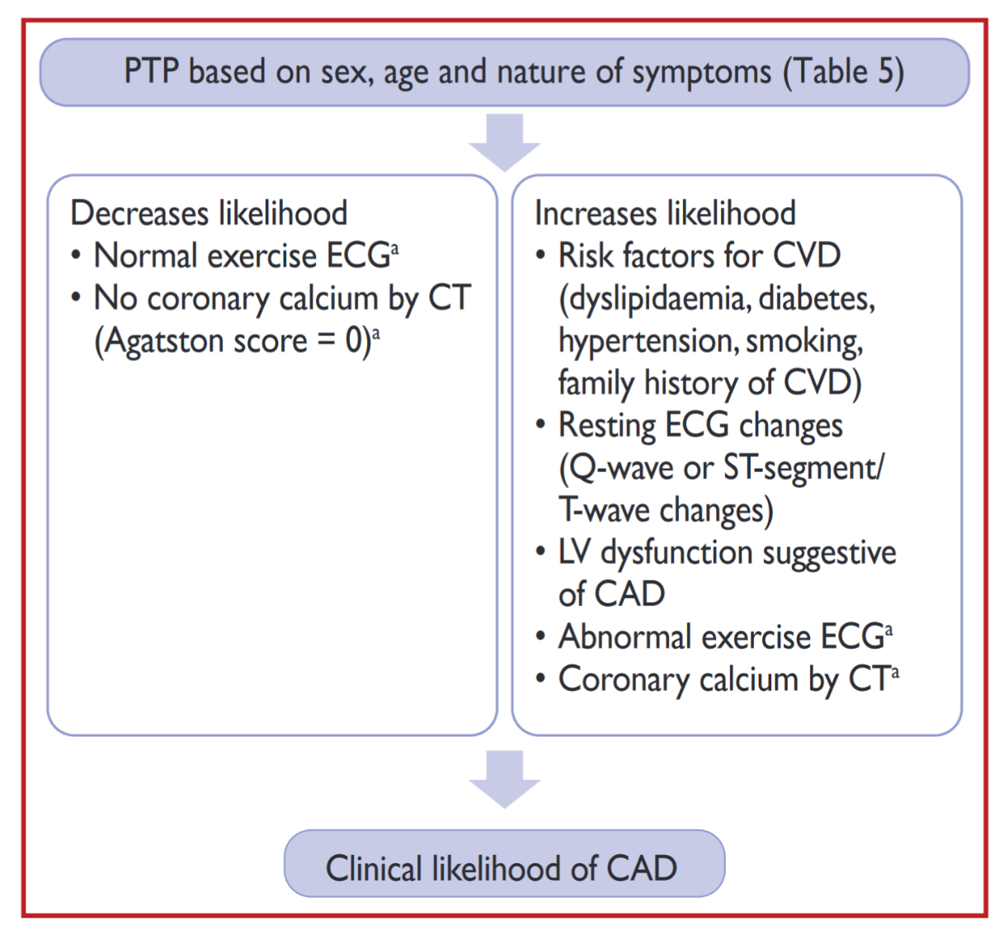 PTP based on sex, age and nature of symptoms (Table 5)
Decreases likelihood
• Normal exercise ECGᵃ
• No coronary calcium by CT
(Agatston score = 0)ᵃ
Increases likelihood
• Risk factors for CVD
(dyslipidaemia, diabetes,
hypertension, smoking,
family history of CVD)
• Resting ECG changes
(Q-wave or ST-segment/
T-wave changes)
• LV dysfunction suggestive
of CAD
• Abnormal exercise ECGᵃ
• Coronary calcium by CTᵃ
Clinical likelihood of CAD